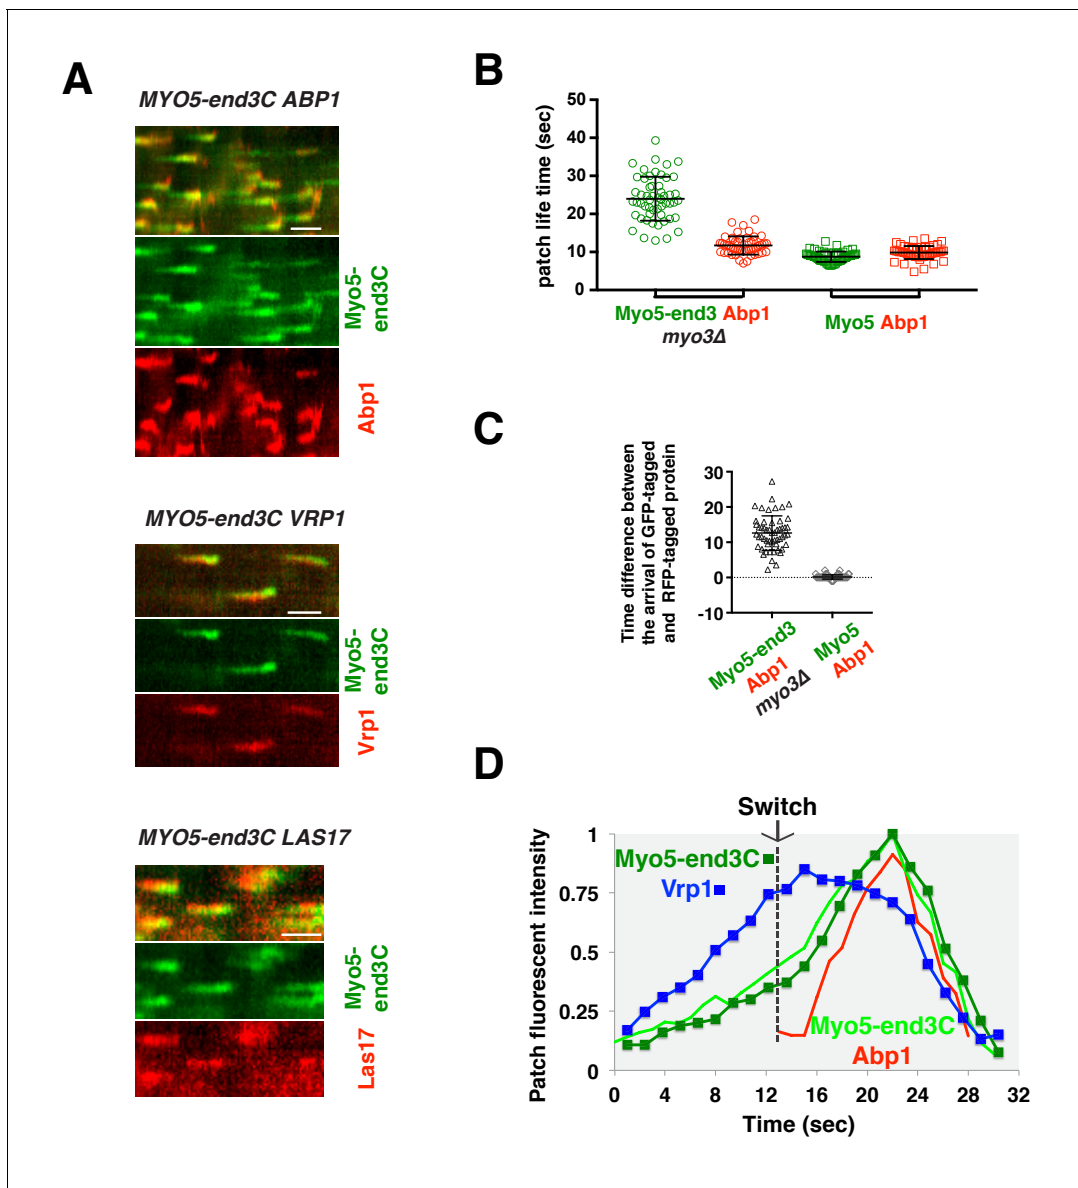 A
MYO5-end3C ABP1
Myo5-
end3C
Abp1
MYO5-end3C VRP1
Myo5-
end3C
Vrp1
MYO5-end3C LAS17
Myo5-
end3C
Las17
B
patch life time (sec)
50
40
30
20
10
0
Myo5-end3 Abp1
myo3Δ
Myo5 Abp1
C
Time difference between
the arrival of GFP-tagged
and RFP-tagged protein
30
20
10
0
-10
Myo5-end3
Abp1
myo3Δ
Myo5
Abp1
D
Switch
Patch fluorescent intensity
1
0.75
0.5
0.25
0
Myo5-end3C
Vrp1
Myo5-end3C
Abp1
0 4 8 12 16 20 24 28 32
Time (sec)